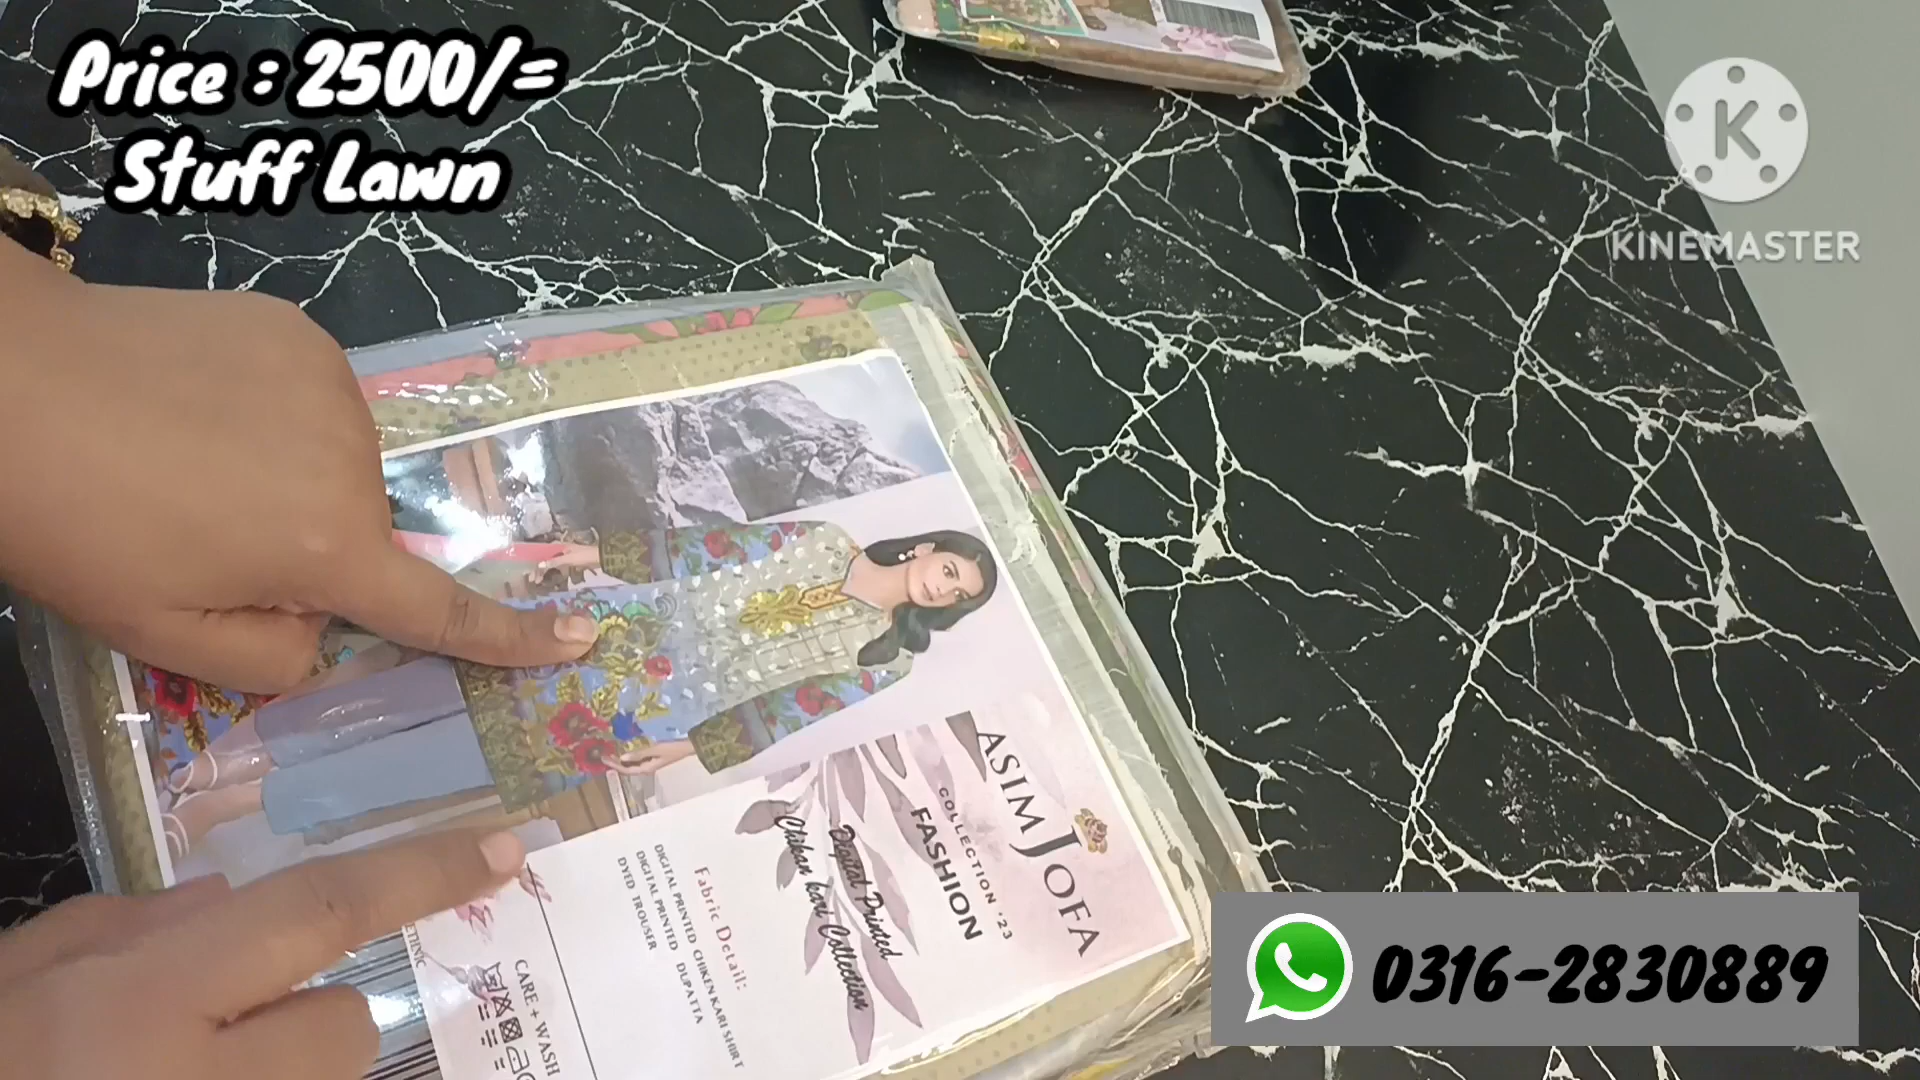 Price : 2500/=
Stuff Lawn
K
KINEMASTER
ASIM JOFA
COLLECTION '23
FASHION
Digital Printed
Chikan kari Collection
Fabric Detail:
DIGITAL PRINTED CHIKEN KARI SHIRT
DIGITAL PRINTED DUPATTA
DYED TROUSER
CARE + WASH
0316-2830889